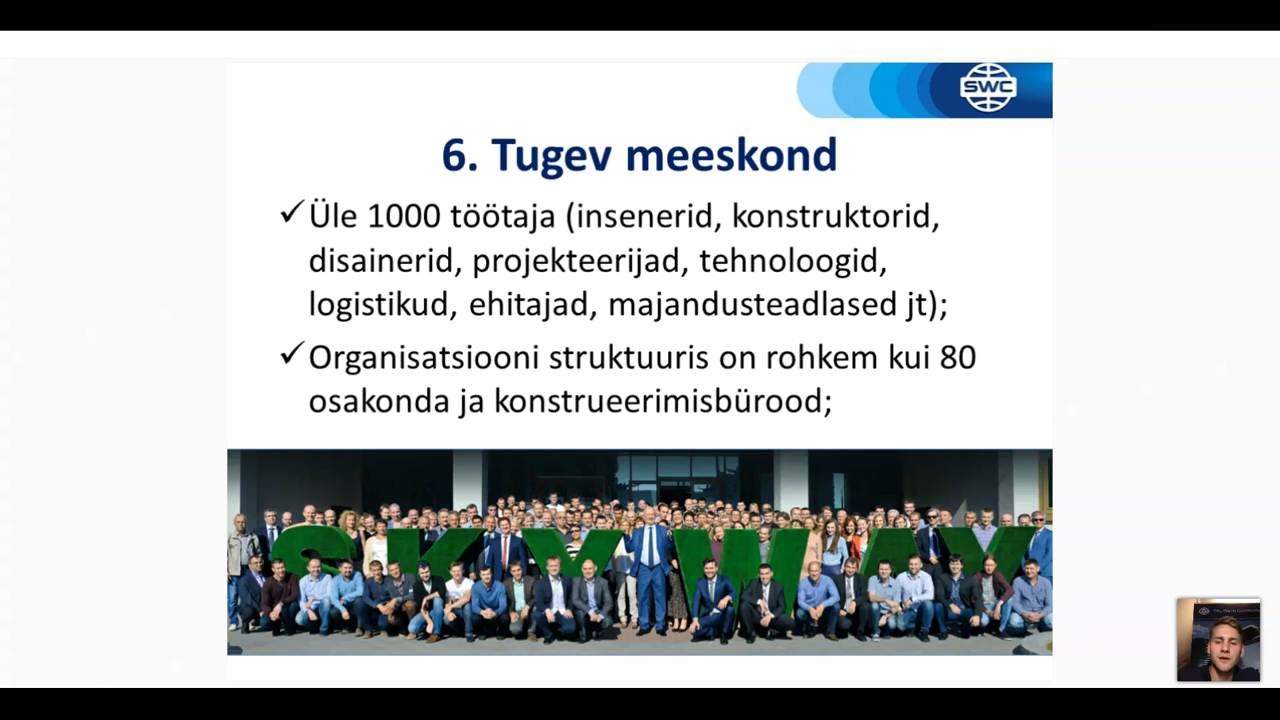 SWC
6. Tugev meeskond
✓ Üle 1000 töötaja (insenerid, konstruktorid,
disainerid, projekteerijad, tehnoloogid,
logistikud, ehitajad, majandusteadlased jt);
✓ Organisatsiooni struktuuris on rohkem kui 80
osakonda ja konstrueerimisbürood;
SKYWAY